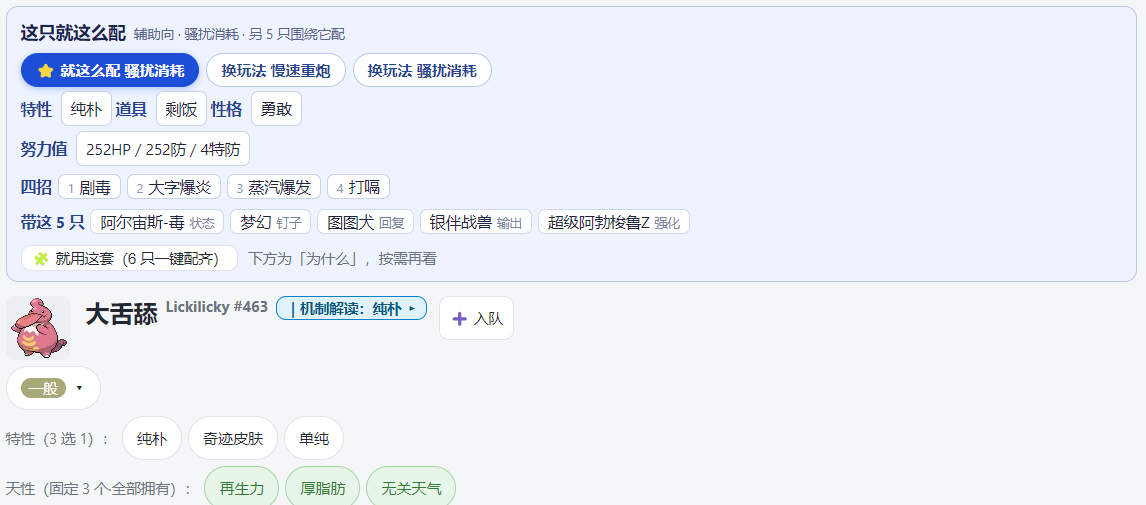 这只就这么配 辅助向 · 骚扰消耗 · 另 5 只围绕它配
⭐ 就这么配 骚扰消耗 换玩法 慢速重炮 换玩法 骚扰消耗
特性 纯朴 道具 剩饭 性格 勇敢
努力值 252HP / 252防 / 4特防
四招 1 剧毒 2 大字爆炎 3 蒸汽爆发 4 打嗝
带这 5 只 阿尔宙斯-毒 状态 梦幻 钉子 图图犬 回复 银伴战兽 输出 超级阿勃梭鲁Z 强化
就用这套（6 只一键配齐） 下方为「为什么」，按需再看
大舌舔 Lickilicky #463 | 机制解读：纯朴 ▸ + 入队
一般 ▾
特性（3 选 1）： 纯朴 奇迹皮肤 单纯
天性（固定 3 个·全部拥有）： 再生力 厚脂肪 无关天气